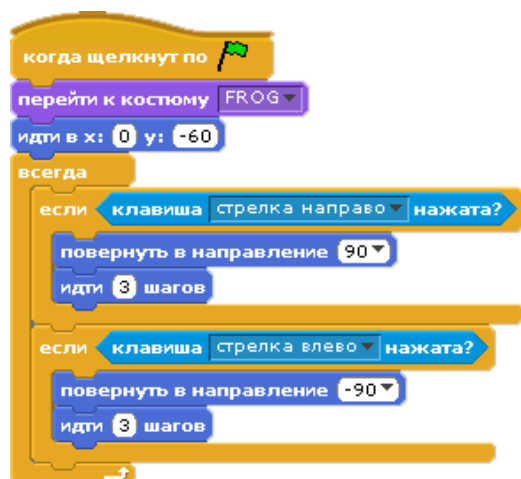 когда щелкнут по
перейти к костюму FROG
идти в x: 0 y: -60
всегда
если клавиша стрелка направо нажата?
повернуть в направление 90
идти 3 шагов
если клавиша стрелка влево нажата?
повернуть в направление -90
идти 3 шагов